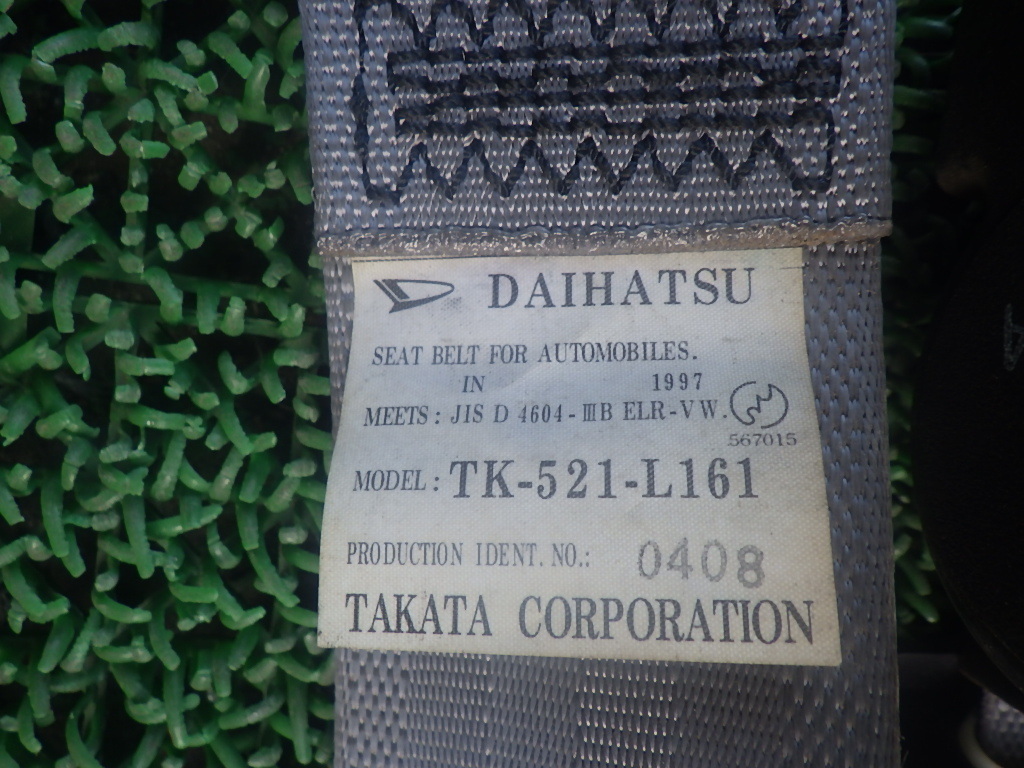 DAIHATSU
SEAT BELT FOR AUTOMOBILES.
IN 1997
MEETS: JIS D 4604-ⅢB ELR-VW.
567015
MODEL: TK-521-L161
PRODUCTION IDENT. NO.: 0408
TAKATA CORPORATION